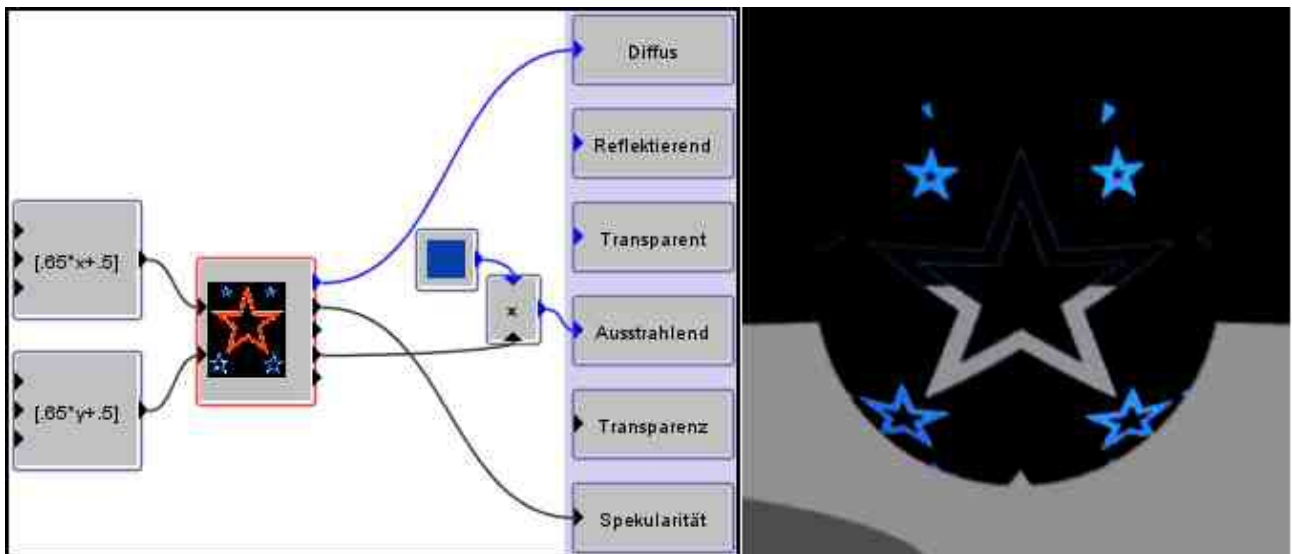 Diffus
Reflektierend
[.65*x+.5]
Transparent
x
Ausstrahlend
[.65*y+.5]
Transparenz
Spekularität